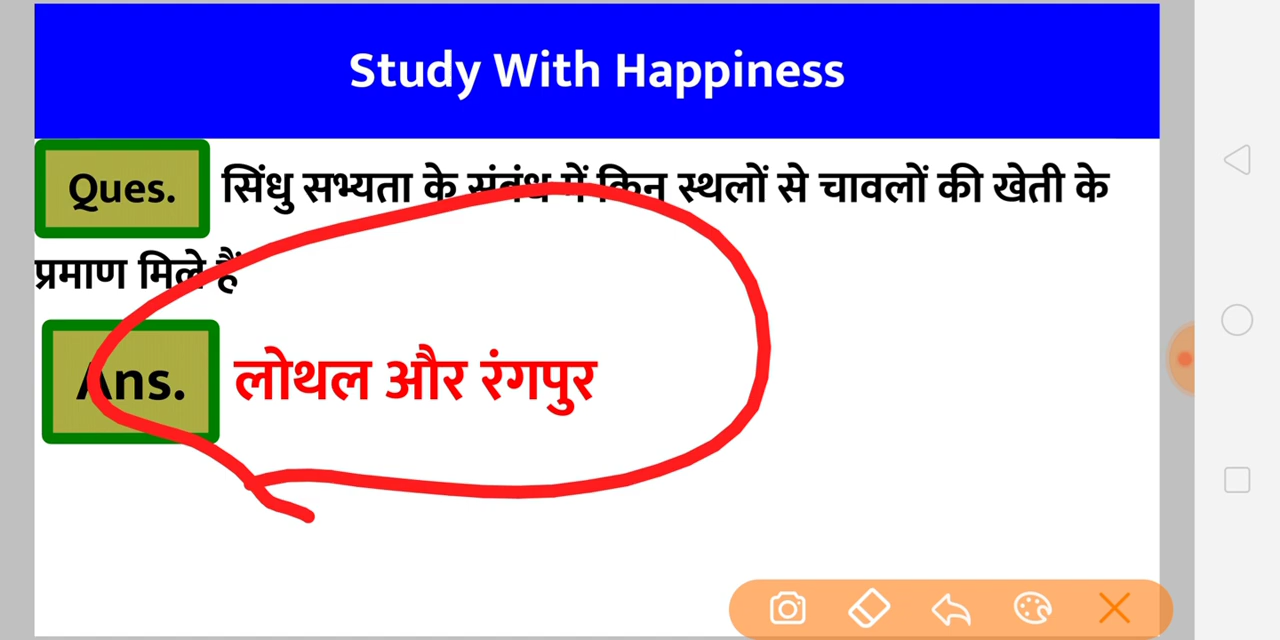 Study With Happiness
Ques. सिंधु सभ्यता के संबंध में किन स्थलों से चावलों की खेती के
प्रमाण मिले हैं
Ans. लोथल और रंगपुर